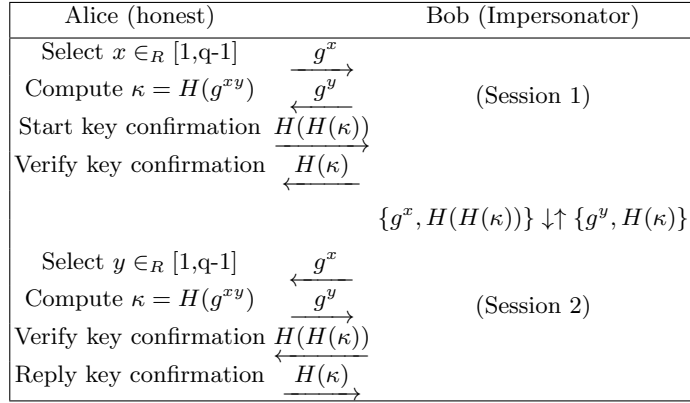 Alice (honest) Bob (Impersonator)
Select x ∈_R [1,q-1] g^x
Compute κ = H(g^{xy}) g^y (Session 1)
Start key confirmation H(H(κ))
Verify key confirmation H(κ)
{g^x, H(H(κ))} ↓↑ {g^y, H(κ)}
Select y ∈_R [1,q-1] g^x
Compute κ = H(g^{xy}) g^y (Session 2)
Verify key confirmation H(H(κ))
Reply key confirmation H(κ)